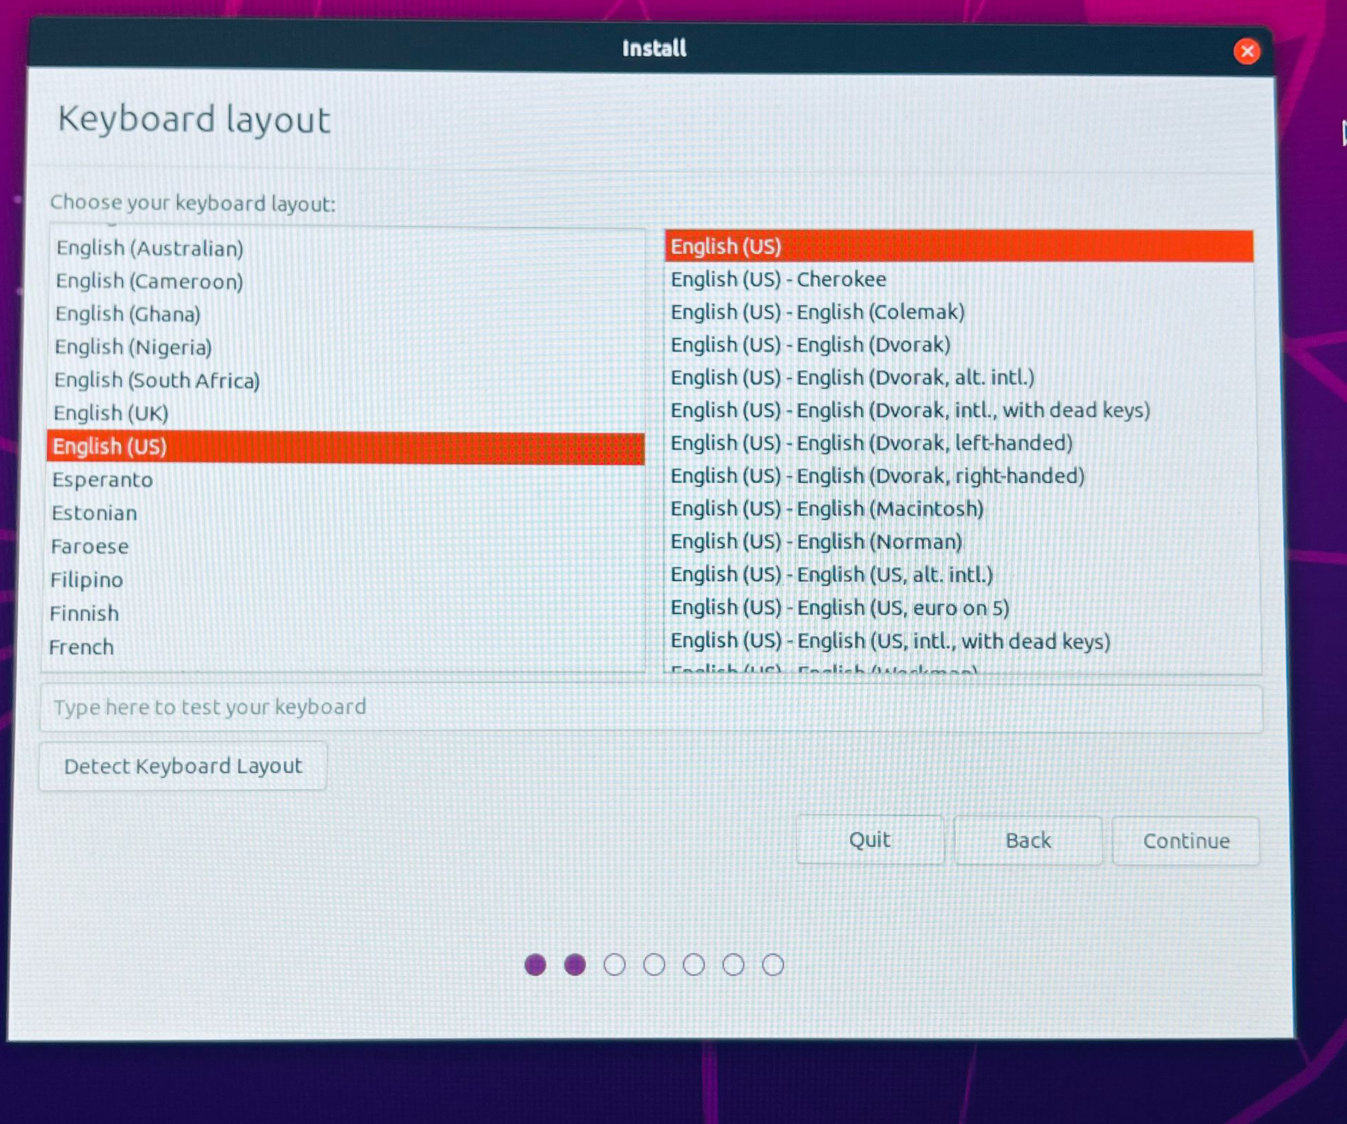 Install
Keyboard layout
Choose your keyboard layout:
English (Australian)
English (Cameroon)
English (Ghana)
English (Nigeria)
English (South Africa)
English (UK)
English (US)
Esperanto
Estonian
Faroese
Filipino
Finnish
French
English (US)
English (US) - Cherokee
English (US) - English (Colemak)
English (US) - English (Dvorak)
English (US) - English (Dvorak, alt. intl.)
English (US) - English (Dvorak, intl., with dead keys)
English (US) - English (Dvorak, left-handed)
English (US) - English (Dvorak, right-handed)
English (US) - English (Macintosh)
English (US) - English (Norman)
English (US) - English (US, alt. intl.)
English (US) - English (US, euro on 5)
English (US) - English (US, intl., with dead keys)
English (US) - English (Workman)
Type here to test your keyboard
Detect Keyboard Layout
Quit
Back
Continue